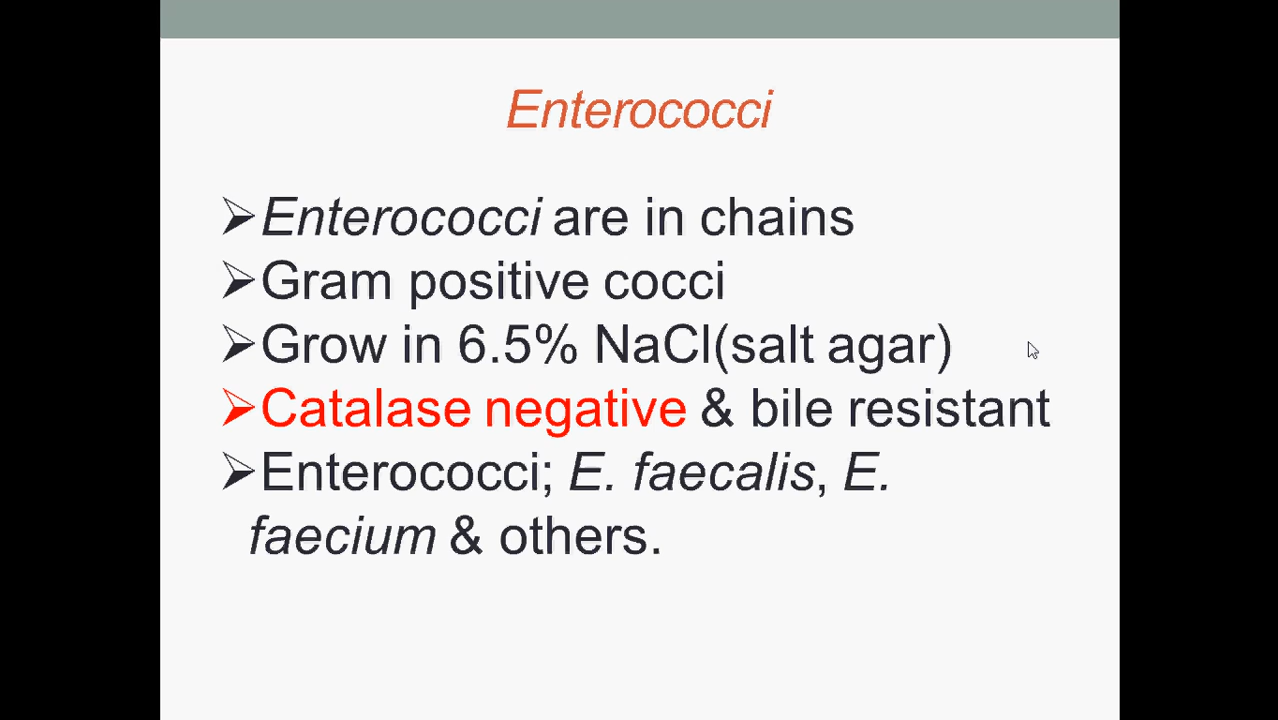 Enterococci
➢Enterococci are in chains
➢Gram positive cocci
➢Grow in 6.5% NaCl(salt agar)
➢Catalase negative & bile resistant
➢Enterococci; E. faecalis, E.
faecium & others.